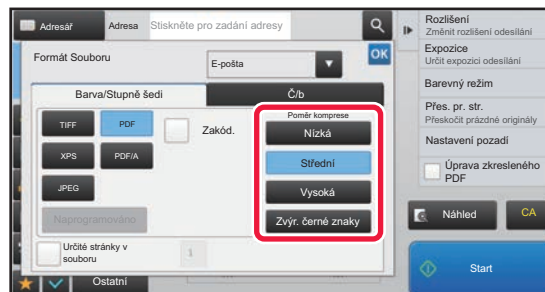 Adresář
Adresa
Stiskněte pro zadání adresy
Formát Souboru
E-pošta
OK
Barva/Stupně šedi
Č/b
TIFF
PDF
Zakód.
XPS
PDF/A
JPEG
Naprogramováno
Poměr komprese
Nízká
Střední
Vysoká
Zvýr. černé znaky
Určité stránky v
souboru
1
Ostatní
Rozlišení
Změnit rozlišení odesílání
Expozice
Určit expozici odesílání
Barevný režim
Přes. pr. str.
Přeskočit prázdné originály
Nastavení pozadí
Úprava zkresleného
PDF
Náhled
CA
Start